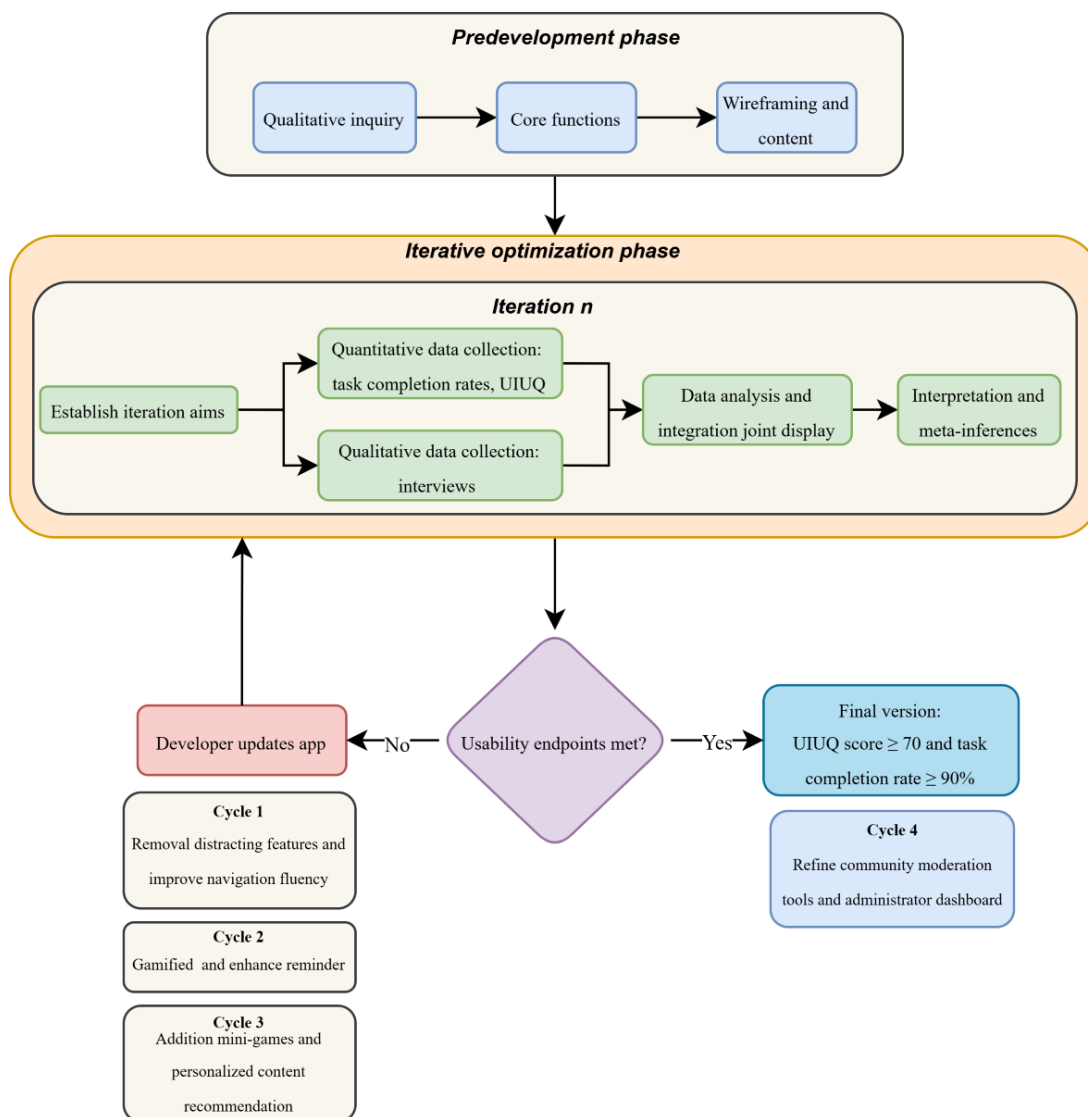 Predevelopment phase
Qualitative inquiry
Core functions
Wireframing and
content
Iterative optimization phase
Iteration n
Establish iteration aims
Quantitative data collection:
task completion rates, UIUQ
Qualitative data collection:
interviews
Data analysis and
integration joint display
Interpretation and
meta-inferences
Usability endpoints met?
No
Developer updates app
Yes
Final version:
UIUQ score ≥ 70 and task
completion rate ≥ 90%
Cycle 1
Removal distracting features and
improve navigation fluency
Cycle 2
Gamified and enhance reminder
Cycle 3
Addition mini-games and
personalized content
recommendation
Cycle 4
Refine community moderation
tools and administrator dashboard